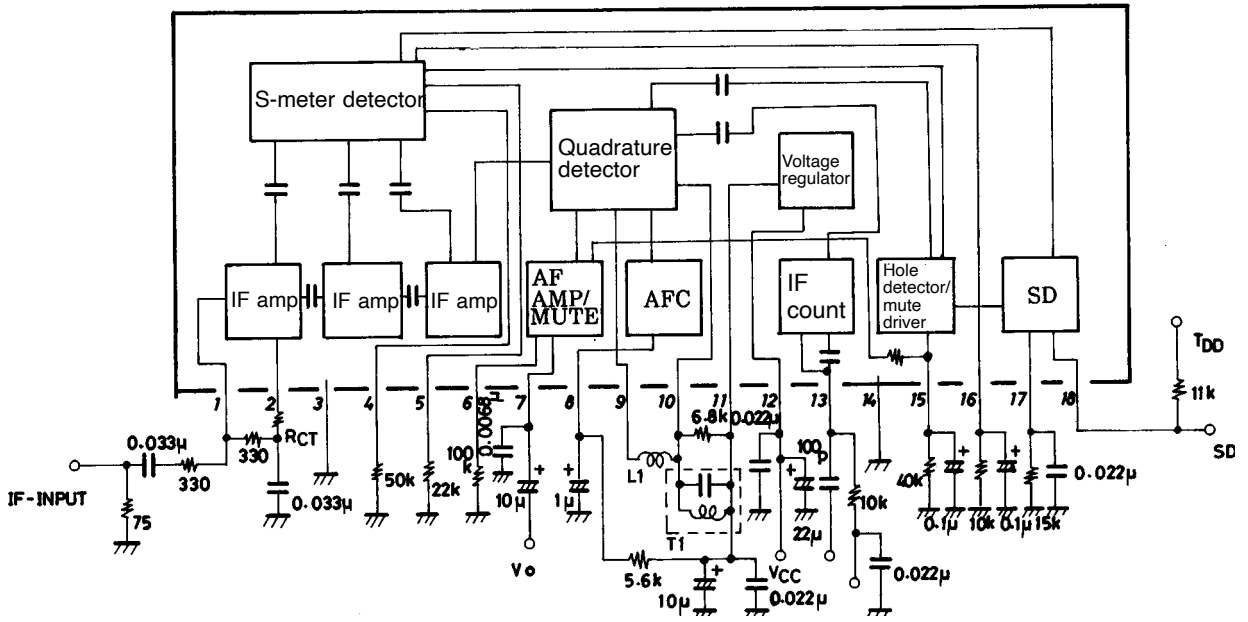 S-meter detector
Quadrature
detector
Voltage
regulator
IF amp
IF amp
IF amp
AF
AMP/
MUTE
AFC
IF
count
Hole
detector/
mute
driver
SD
1
2
3
4
5
6
7
8
9
10
11
12
13
14
15
16
17
18
TDD
11k
SD
RCT
0.033μ
330
330
IF-INPUT
75
0.033μ
50k
22k
100
k
0.0068
μ
10μ
Vo
1μ
5.6k
L1
6.8k
T1
10μ
0.022μ
0.022μ
VCC
22μ
100
p
10k
0.022μ
40k
0.1μ
10k
0.1μ
15k
0.022μ